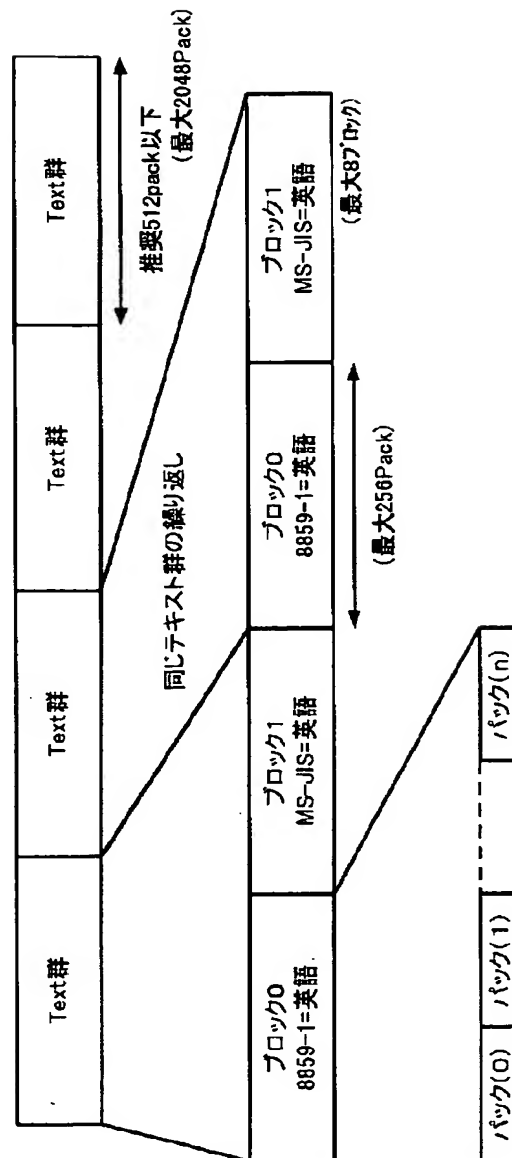 Text群
Text群
Text群
Text群
推奨512pack以下
(最大2048Pack)
同じテキスト群の繰り返し
ブロック0
8859-1=英語
ブロック1
MS-JIS=英語
ブロック0
8859-1=英語
ブロック1
MS-JIS=英語
(最大256Pack)
(最大8ブロック)
パック(0)
パック(1)
パック(n)